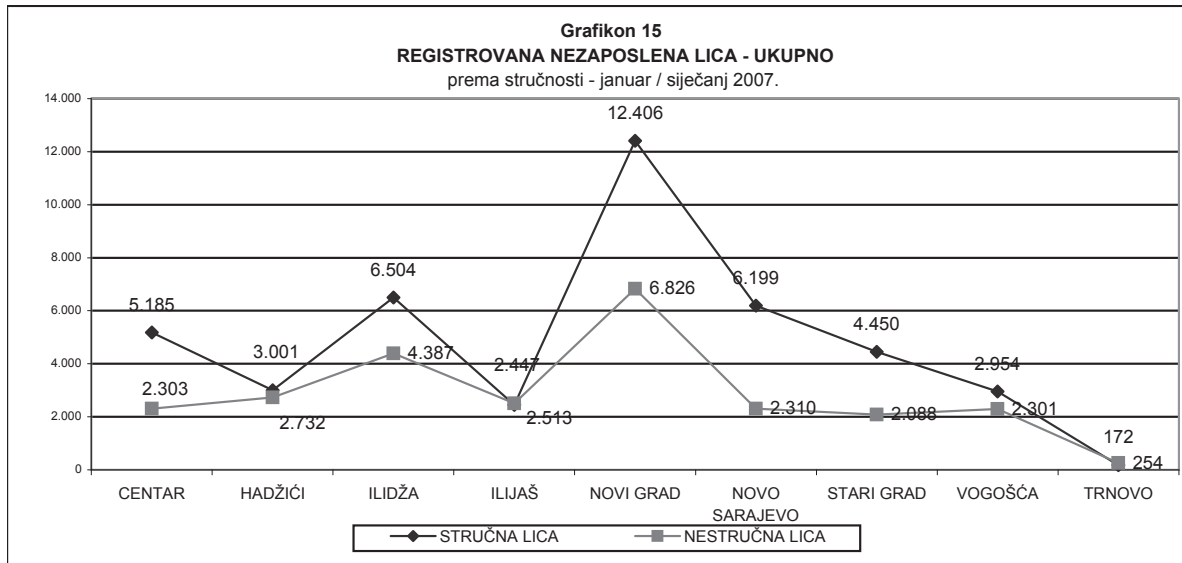 Grafikon 15
REGISTROVANA NEZAPOSLENA LICA - UKUPNO
prema stručnosti - januar / siječanj 2007.
14.000
12.000
10.000
8.000
6.000
4.000
2.000
0
5.185
3.001
6.504
2.447
12.406
6.199
4.450
2.954
172
2.303
2.732
4.387
2.513
6.826
2.310
2.088
2.301
254
CENTAR
HADŽIĆI
ILIDŽA
ILIJAŠ
NOVI GRAD
NOVO
SARAJEVO
STARI GRAD
VOGOŠĆA
TRNOVO
STRUČNA LICA
NESTRUČNA LICA